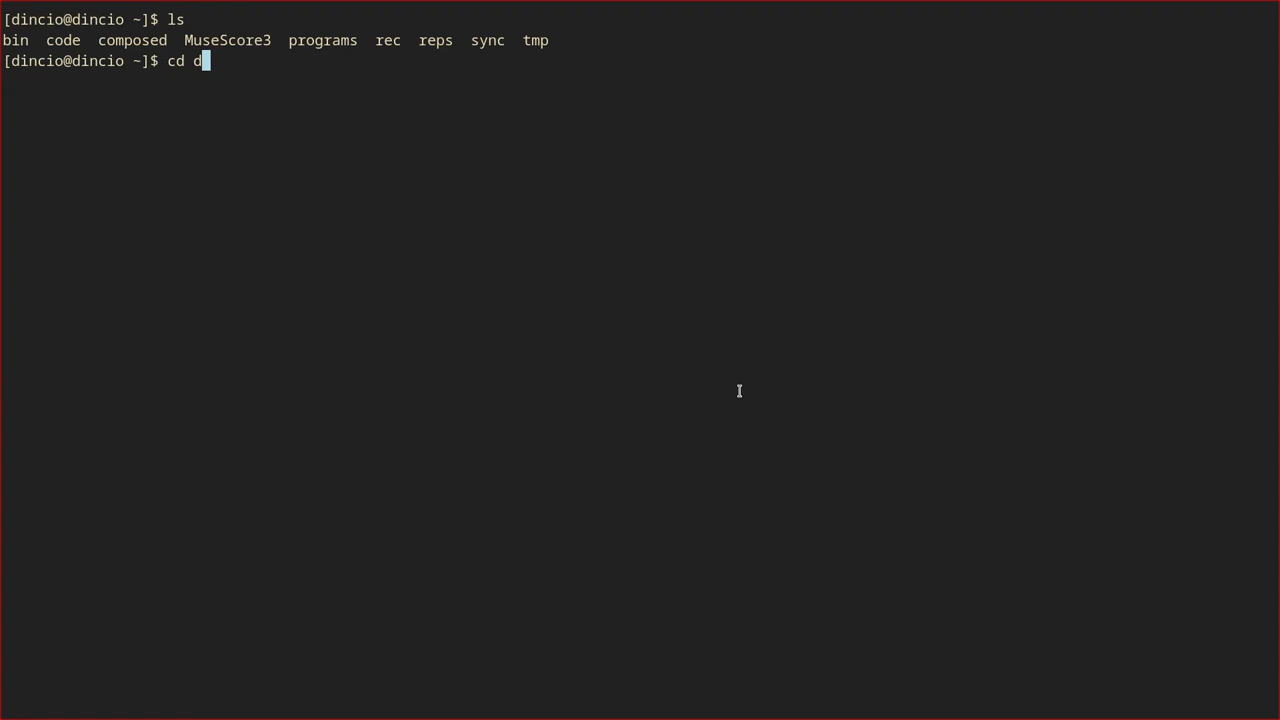 [dincio@dincio ~]$ ls
bin  code  composed  MuseScore3  programs  rec  reps  sync  tmp
[dincio@dincio ~]$ cd d